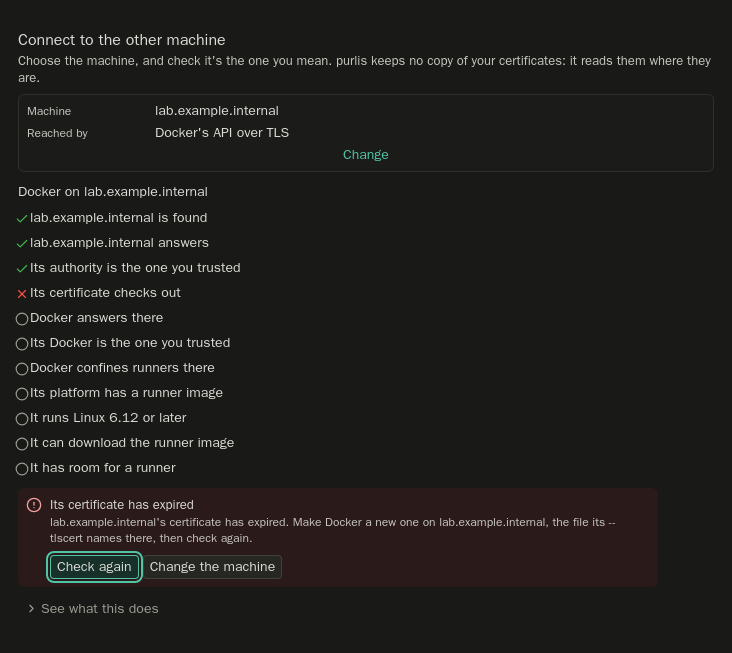 Connect to the other machine
Choose the machine, and check it's the one you mean. purlis keeps no copy of your certificates: it reads them where they
are.
Machine lab.example.internal
Reached by Docker's API over TLS
Change
Docker on lab.example.internal
lab.example.internal is found
lab.example.internal answers
Its authority is the one you trusted
Its certificate checks out
Docker answers there
Its Docker is the one you trusted
Docker confines runners there
Its platform has a runner image
It runs Linux 6.12 or later
It can download the runner image
It has room for a runner
Its certificate has expired
lab.example.internal's certificate has expired. Make Docker a new one on lab.example.internal, the file its --
tlscert names there, then check again.
Check again Change the machine
See what this does